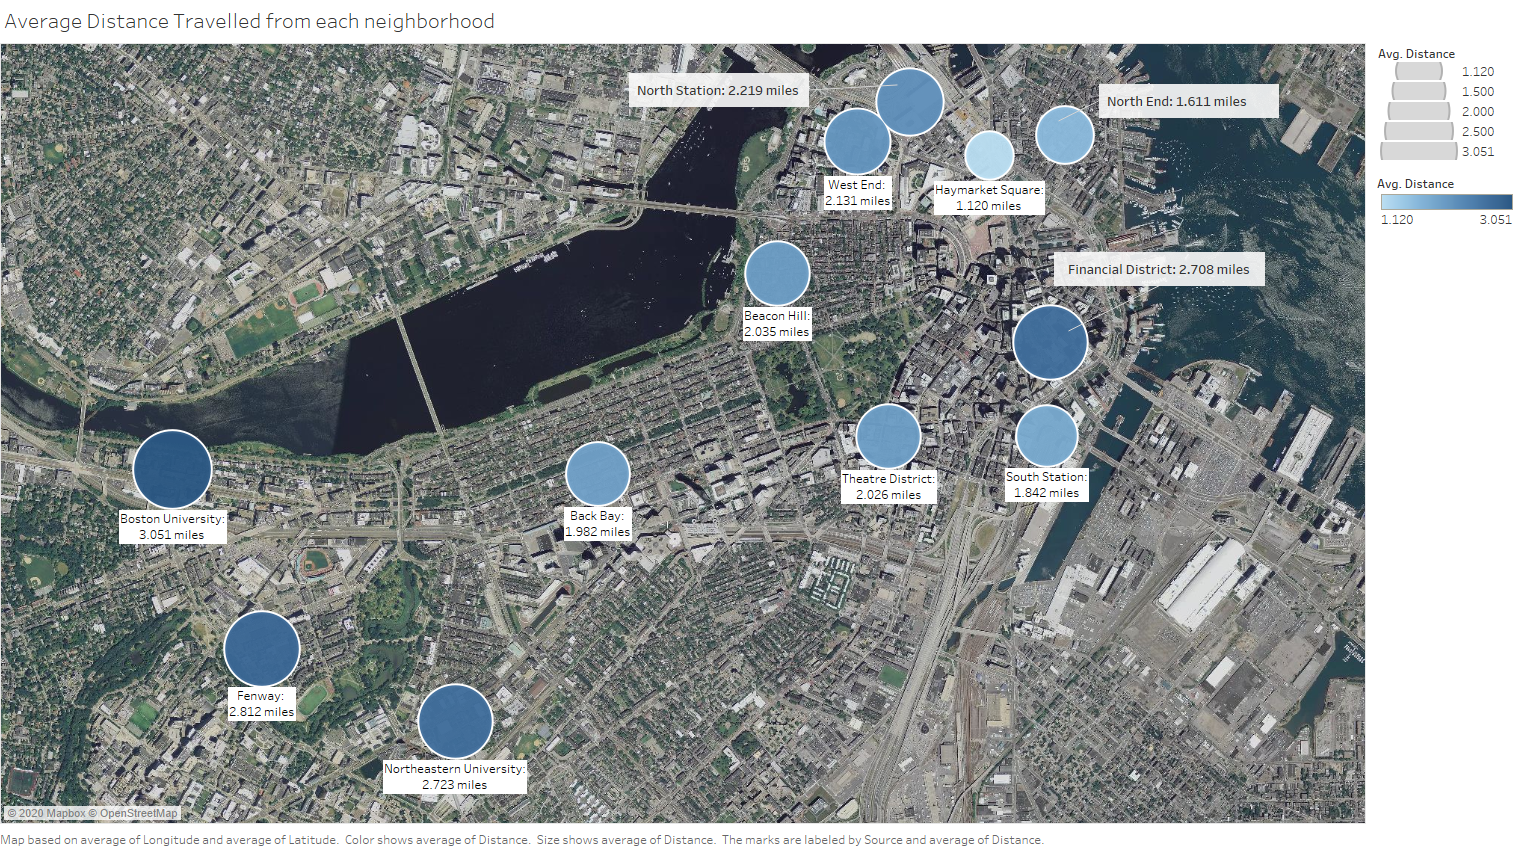 Average Distance Travelled from each neighborhood
North Station: 2.219 miles
North End: 1.611 miles
West End:
2.131 miles
Haymarket Square:
1.120 miles
Financial District: 2.708 miles
Beacon Hill:
2.035 miles
Theatre District:
2.026 miles
South Station:
1.842 miles
Boston University:
3.051 miles
Back Bay:
1.982 miles
Fenway:
2.812 miles
Northeastern University:
2.723 miles
© 2020 Mapbox © OpenStreetMap
Avg. Distance
1.120
1.500
2.000
2.500
3.051
Avg. Distance
1.120 3.051
Map based on average of Longitude and average of Latitude. Color shows average of Distance. Size shows average of Distance. The marks are labeled by Source and average of Distance.